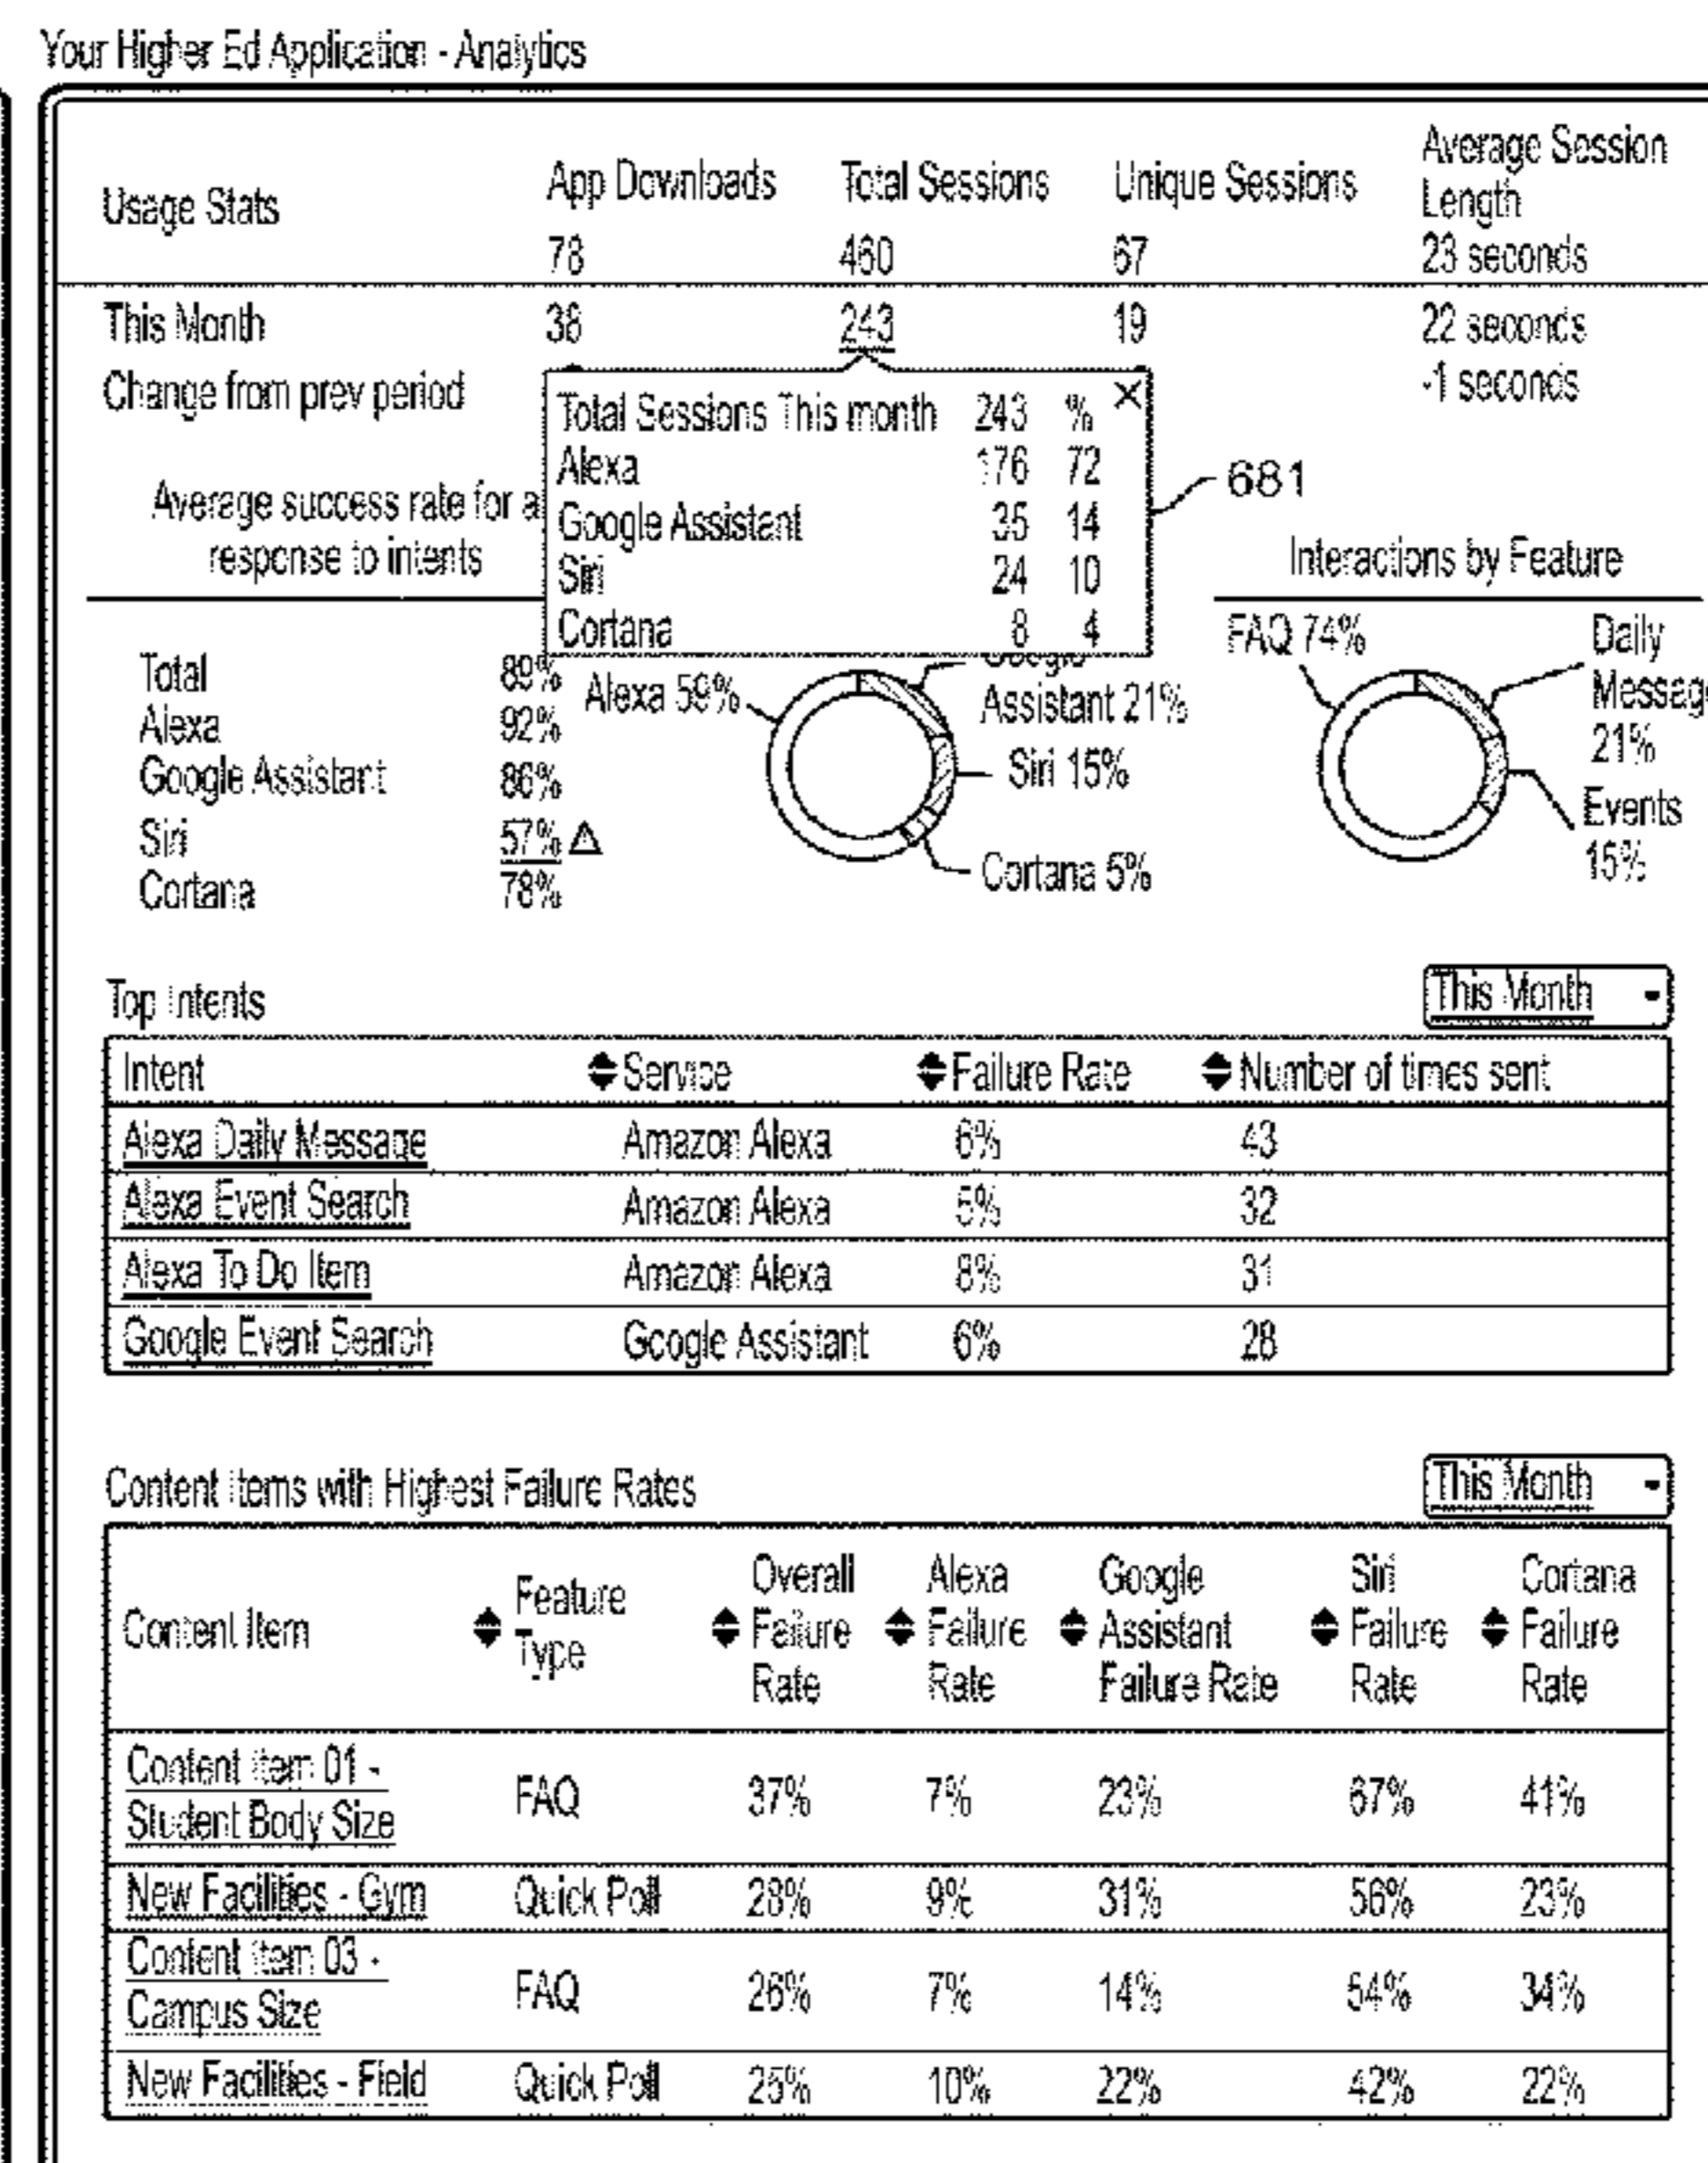 Your Higher Ed Application - Analytics
Usage Stats App Downloads Total Sessions Unique Sessions Average Session Length
78 460 67 23 seconds
This Month 38 243 19 22 seconds
Change from prev period -1 seconds
Total Sessions This month 243 % X
Alexa 176 72
Google Assistant 35 14
Siri 24 10
Cortana 8 4
681
Average success rate for a
response to intents
Total 89%
Alexa 92%
Google Assistant 86%
Siri 57%
Cortana 78%
Alexa 59%
Assistant 21%
Siri 15%
Cortana 5%
Interactions by Feature
FAQ 74%
Daily
Messag
21%
Events
15%
Top Intents This Month
Intent Service Failure Rate Number of times sent
Alexa Daily Message Amazon Alexa 6% 43
Alexa Event Search Amazon Alexa 5% 32
Alexa To Do Item Amazon Alexa 8% 31
Google Event Search Google Assistant 6% 28
Content Items with Highest Failure Rates This Month
Content Item Feature Type Overall Failure Rate Alexa Failure Rate Google Assistant Failure Rate Siri Failure Rate Cortana Failure Rate
Content Item 01 -
Student Body Size FAQ 37% 7% 23% 67% 41%
New Facilities - Gym Quick Poll 28% 9% 31% 56% 23%
Content Item 03 -
Campus Size FAQ 26% 7% 14% 54% 34%
New Facilities - Field Quick Poll 25% 10% 22% 42% 22%